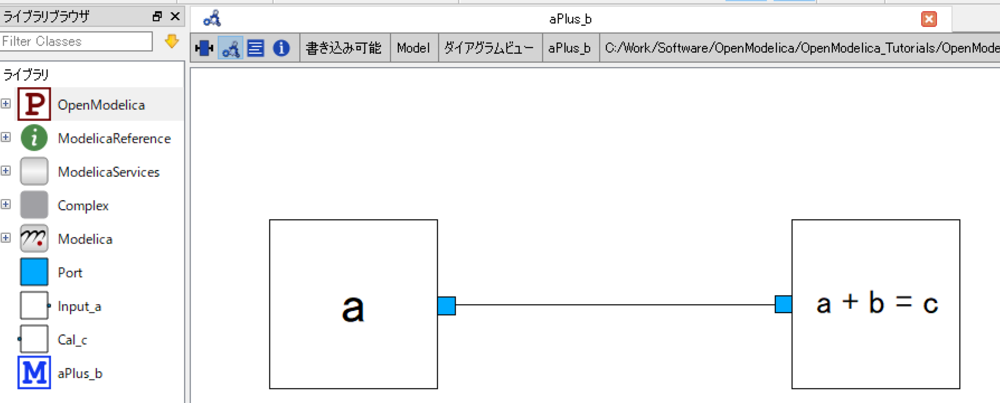 ライブラリブラウザ
aPlus_b
Filter Classes
書き込み可能 Model ダイアグラムビュー aPlus_b C:/Work/Software/OpenModelica/OpenModelica_Tutorials/OpenMode
ライブラリ
P OpenModelica
i ModelicaReference
ModelicaServices
Complex
m Modelica
Port
Input_a
Cal_c
M aPlus_b
a
a + b = c